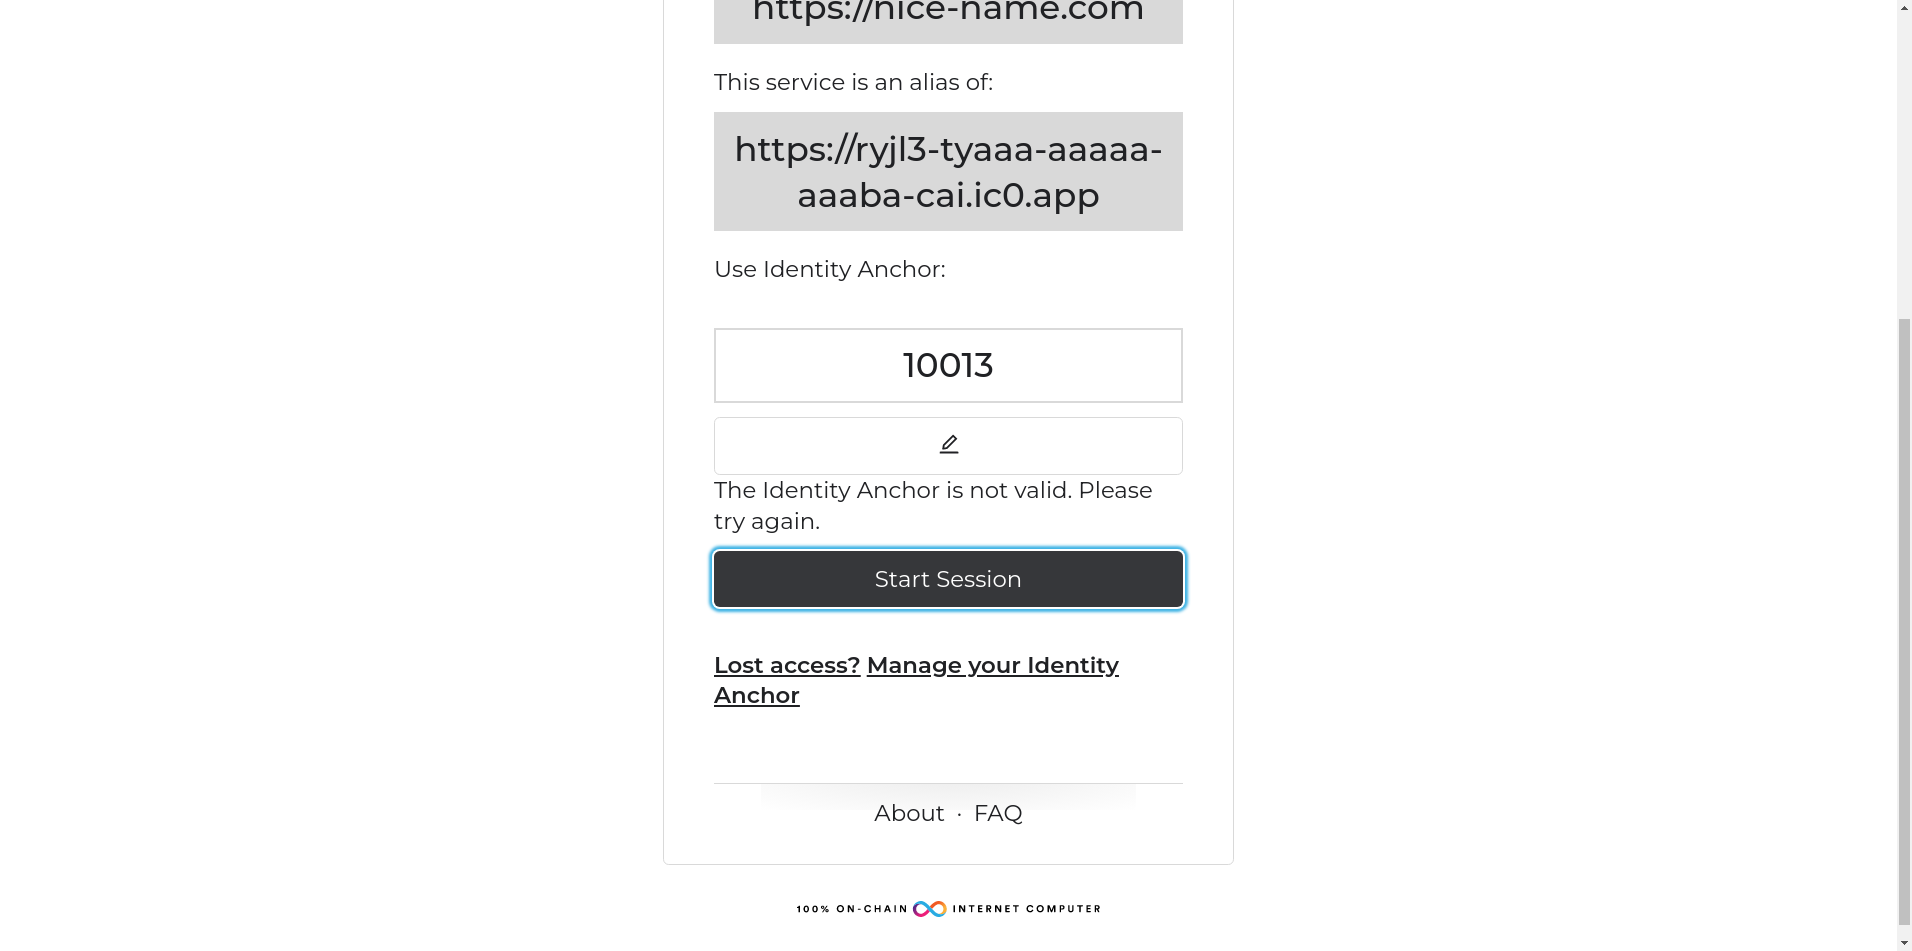 https://nice-name.com
This service is an alias of:
https://ryjl3-tyaaa-aaaaa-
aaaba-cai.ic0.app
Use Identity Anchor:
10013
The Identity Anchor is not valid. Please
try again.
Start Session
Lost access? Manage your Identity
Anchor
About · FAQ
100% ON-CHAIN INTERNET COMPUTER